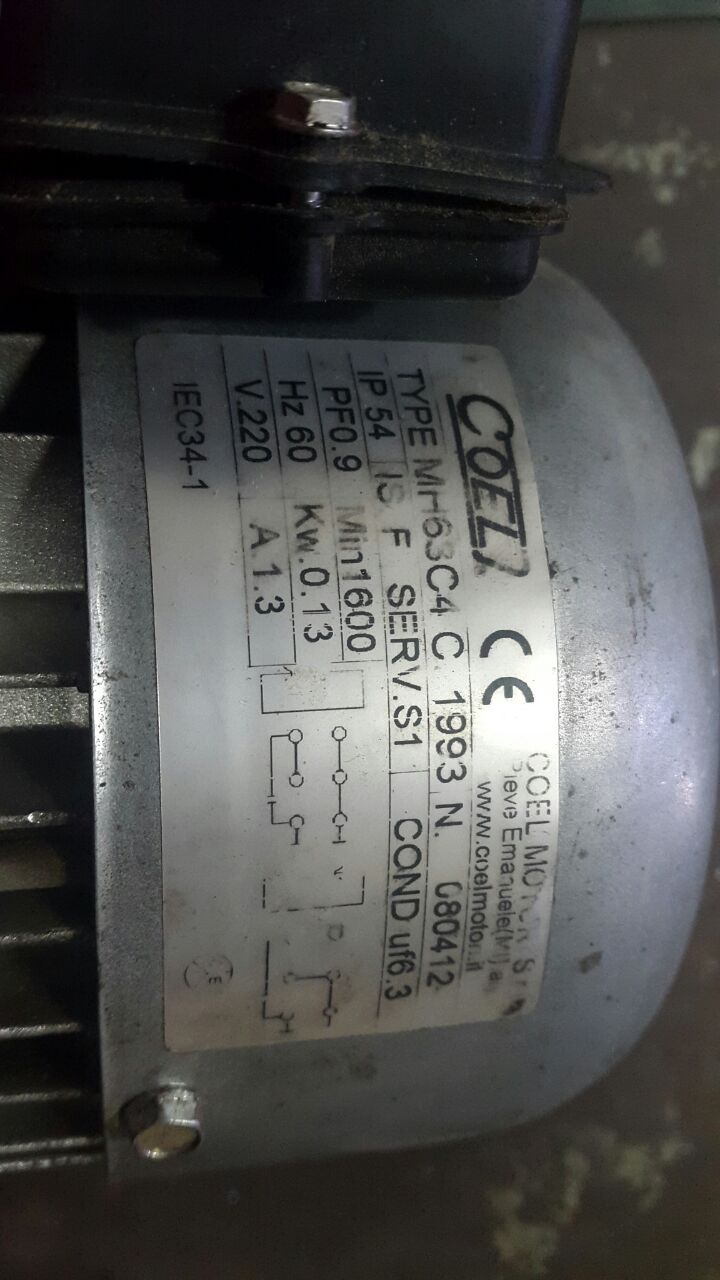 COEL
CE
COEL MOTOR S.r.l.
Pieve Emanuele(MI)
www.coelmotori.it
TYPE MH63C4 C. 1993 N. 080412
IP 54 IS. F SERV.S1 COND uf6.3
PF0.9 Min1600
Hz 60 Kw.0.13
V.220 A.1.3
IEC34-1